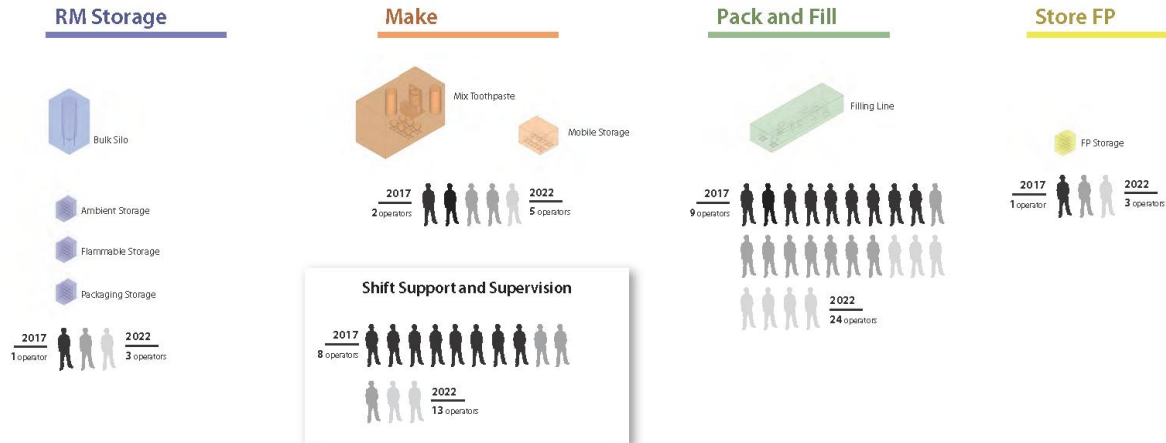 RM Storage
Bulk Silo
Ambient Storage
Flammable Storage
Packaging Storage
2017
1 operator
2022
3 operators
Make
Mix Toothpaste
Mobile Storage
2017
2 operators
2022
5 operators
Shift Support and Supervision
2017
8 operators
2022
13 operators
Pack and Fill
Filling Line
2017
9 operators
2022
24 operators
Store FP
FP Storage
2017
1 operator
2022
3 operators